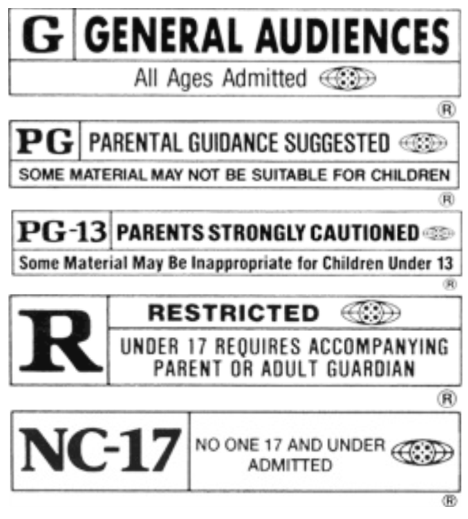 G GENERAL AUDIENCES
All Ages Admitted
®
PG PARENTAL GUIDANCE SUGGESTED
SOME MATERIAL MAY NOT BE SUITABLE FOR CHILDREN
®
PG-13 PARENTS STRONGLY CAUTIONED
Some Material May Be Inappropriate for Children Under 13
®
R RESTRICTED
UNDER 17 REQUIRES ACCOMPANYING
PARENT OR ADULT GUARDIAN
®
NC-17 NO ONE 17 AND UNDER
ADMITTED
®